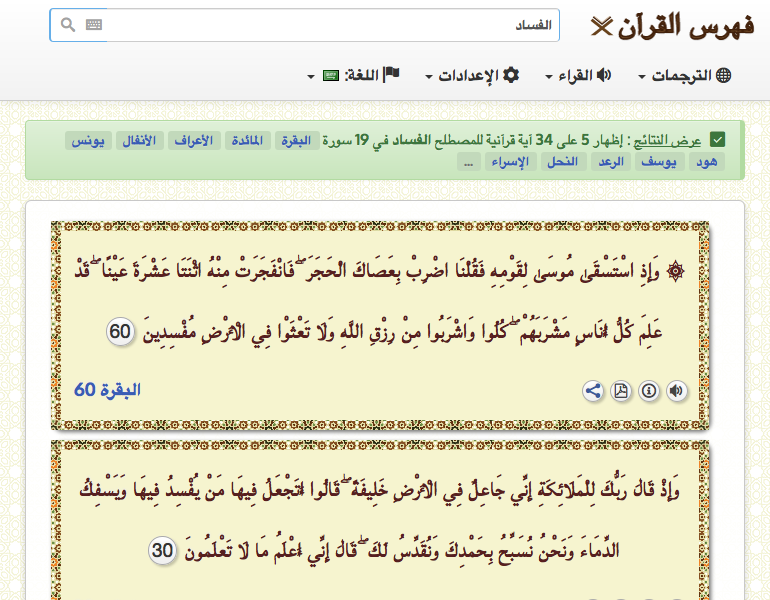 فهرس القرآن
الفساد
الترجمات
القراء
الإعدادات
اللغة:
عرض النتائج : إظهار 5 على 34 آية قرآنية للمصطلح الفساد في 19 سورة البقرة المائدة الأعراف الأنفال يونس
هود يوسف الرعد النحل الإسراء ...
۞ وَإِذِ اسْتَسْقَىٰ مُوسَىٰ لِقَوْمِهِ فَقُلْنَا اضْرِبْ بِعَصَاكَ الْحَجَرَ ۖ فَانْفَجَرَتْ مِنْهُ اثْنَتَا عَشْرَةَ عَيْنًا ۖ قَدْ
عَلِمَ كُلُّ أُنَاسٍ مَشْرَبَهُمْ ۖ كُلُوا وَاشْرَبُوا مِنْ رِزْقِ اللَّهِ وَلَا تَعْثَوْا فِي الْأَرْضِ مُفْسِدِينَ 60
البقرة 60
وَإِذْ قَالَ رَبُّكَ لِلْمَلَائِكَةِ إِنِّي جَاعِلٌ فِي الْأَرْضِ خَلِيفَةً ۖ قَالُوا أَتَجْعَلُ فِيهَا مَنْ يُفْسِدُ فِيهَا وَيَسْفِكُ
الدِّمَاءَ وَنَحْنُ نُسَبِّحُ بِحَمْدِكَ وَنُقَدِّسُ لَكَ ۖ قَالَ إِنِّي أَعْلَمُ مَا لَا تَعْلَمُونَ 30